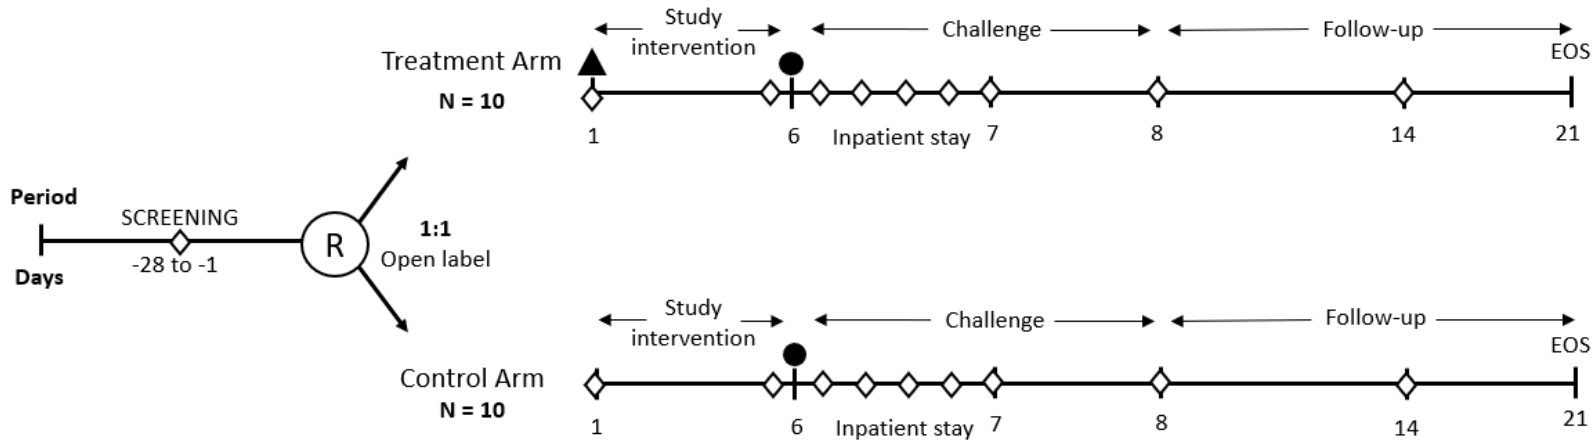 Study
intervention
Challenge
Follow-up
EOS
Treatment Arm
N = 10
1
6
Inpatient stay
7
8
14
21
Period
SCREENING
Days
-28 to -1
R
1:1
Open label
Study
intervention
Challenge
Follow-up
EOS
Control Arm
N = 10
1
6
Inpatient stay
7
8
14
21